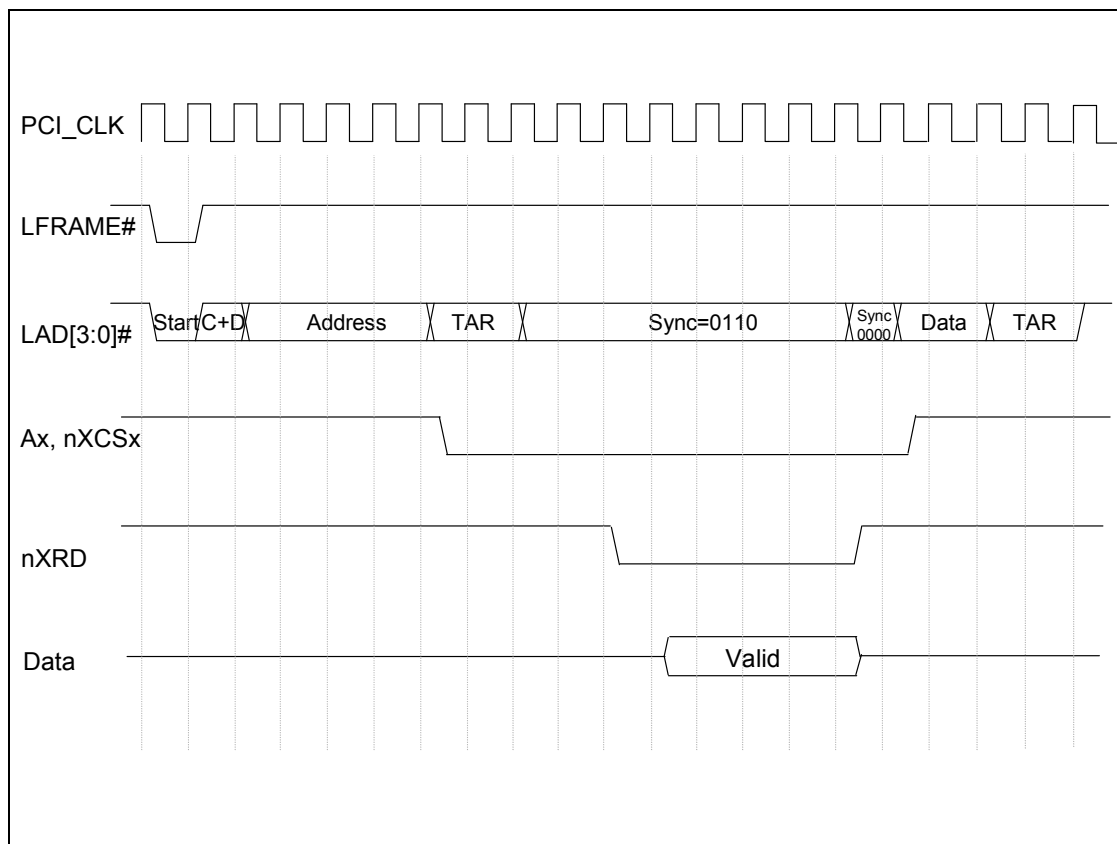 PCI_CLK
LFRAME#
LAD[3:0]#
Start C+D Address TAR Sync=0110 Sync 0000 Data TAR
Ax, nXCSx
nXRD
Data
Valid